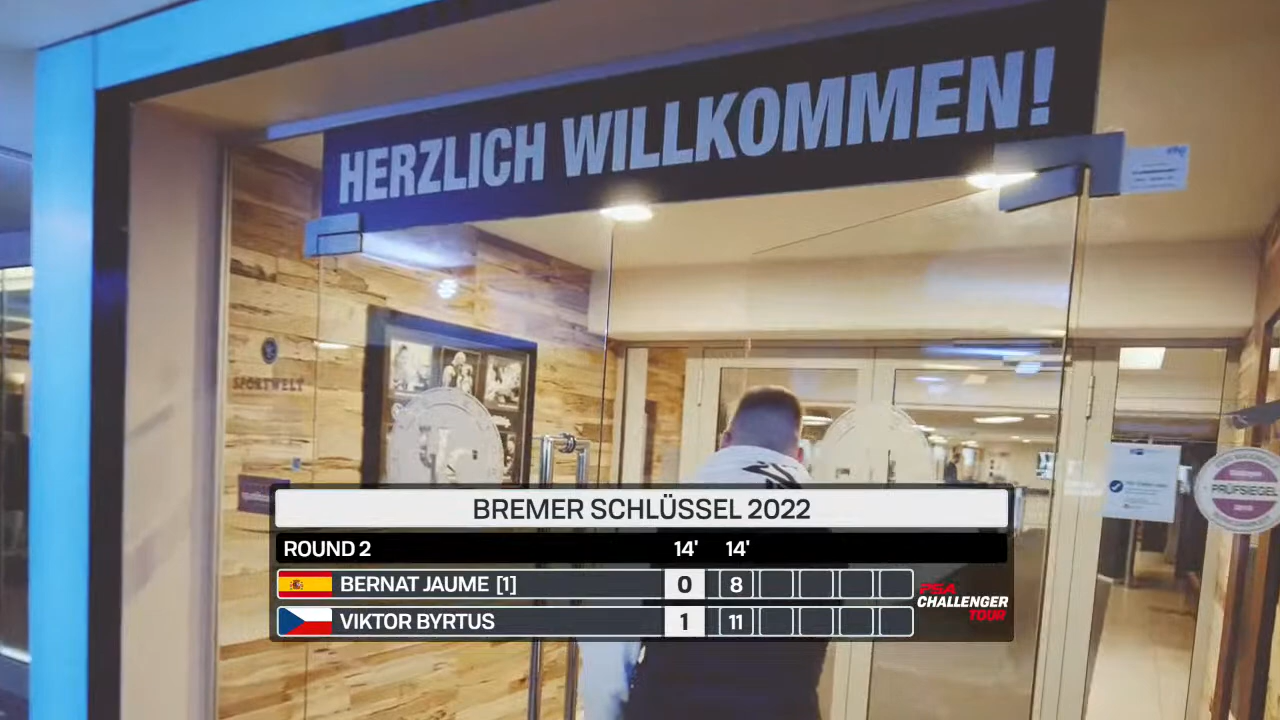 HERZLICH WILLKOMMEN!
SPORTWELT
PRÜFSIEGEL
BREMER SCHLÜSSEL 2022
ROUND 2 14' 14'
BERNAT JAUME [1] 0 8
VIKTOR BYRTUS 1 11
PSA
CHALLENGER
TOUR